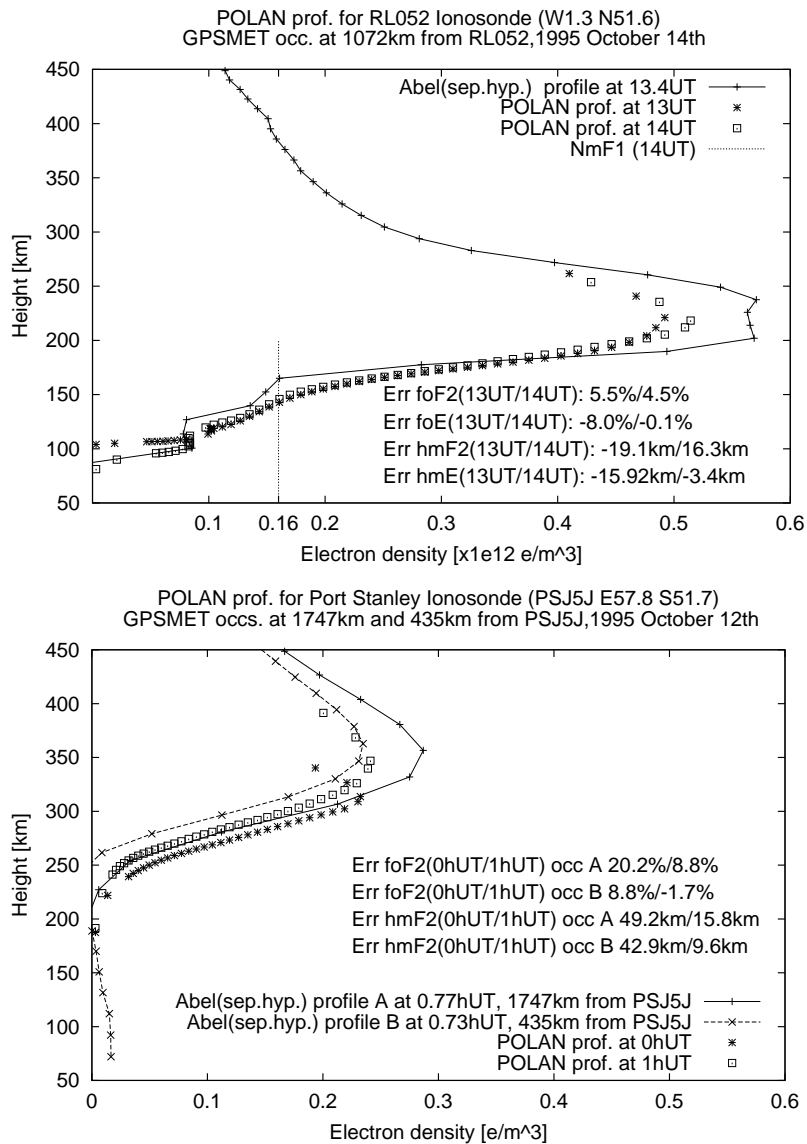 POLAN prof. for RL052 Ionosonde (W1.3 N51.6)
GPSMET occ. at 1072km from RL052,1995 October 14th
450
400
350
300
250
200
150
100
50
Height [km]
Abel(sep.hyp.) profile at 13.4UT
POLAN prof. at 13UT
POLAN prof. at 14UT
NmF1 (14UT)
Err foF2(13UT/14UT): 5.5%/4.5%
Err foE(13UT/14UT): -8.0%/-0.1%
Err hmF2(13UT/14UT): -19.1km/16.3km
Err hmE(13UT/14UT): -15.92km/-3.4km
0.1 0.16 0.2 0.3 0.4 0.5 0.6
Electron density [x1e12 e/m^3]
POLAN prof. for Port Stanley Ionosonde (PSJ5J E57.8 S51.7)
GPSMET occs. at 1747km and 435km from PSJ5J,1995 October 12th
450
400
350
300
250
200
150
100
50
Height [km]
Err foF2(0hUT/1hUT) occ A 20.2%/8.8%
Err foF2(0hUT/1hUT) occ B 8.8%/-1.7%
Err hmF2(0hUT/1hUT) occ A 49.2km/15.8km
Err hmF2(0hUT/1hUT) occ B 42.9km/9.6km
Abel(sep.hyp.) profile A at 0.77hUT, 1747km from PSJ5J
Abel(sep.hyp.) profile B at 0.73hUT, 435km from PSJ5J
POLAN prof. at 0hUT
POLAN prof. at 1hUT
0 0.1 0.2 0.3 0.4 0.5 0.6
Electron density [e/m^3]